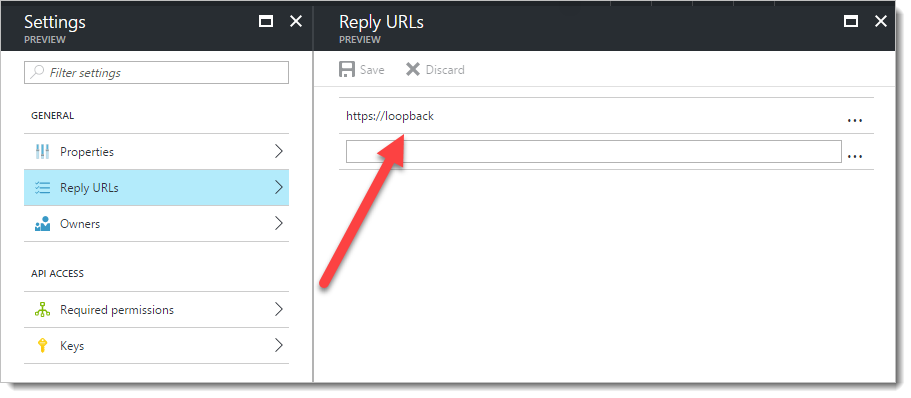 Settings
PREVIEW
Filter settings
GENERAL
Properties
Reply URLs
Owners
API ACCESS
Required permissions
Keys
Reply URLs
PREVIEW
Save Discard
https://loopback